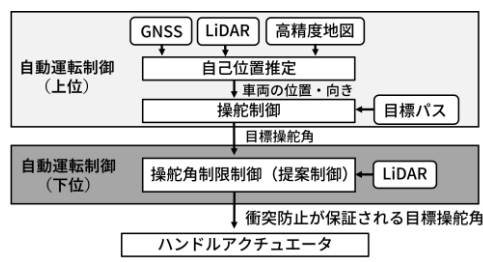 GNSS
LiDAR
高精度地図
自動運転制御
（上位）
自己位置推定
車両の位置・向き
操舵制御
目標パス
目標操舵角
自動運転制御
（下位）
操舵角制限制御（提案制御）
LiDAR
衝突防止が保証される目標操舵角
ハンドルアクチュエータ